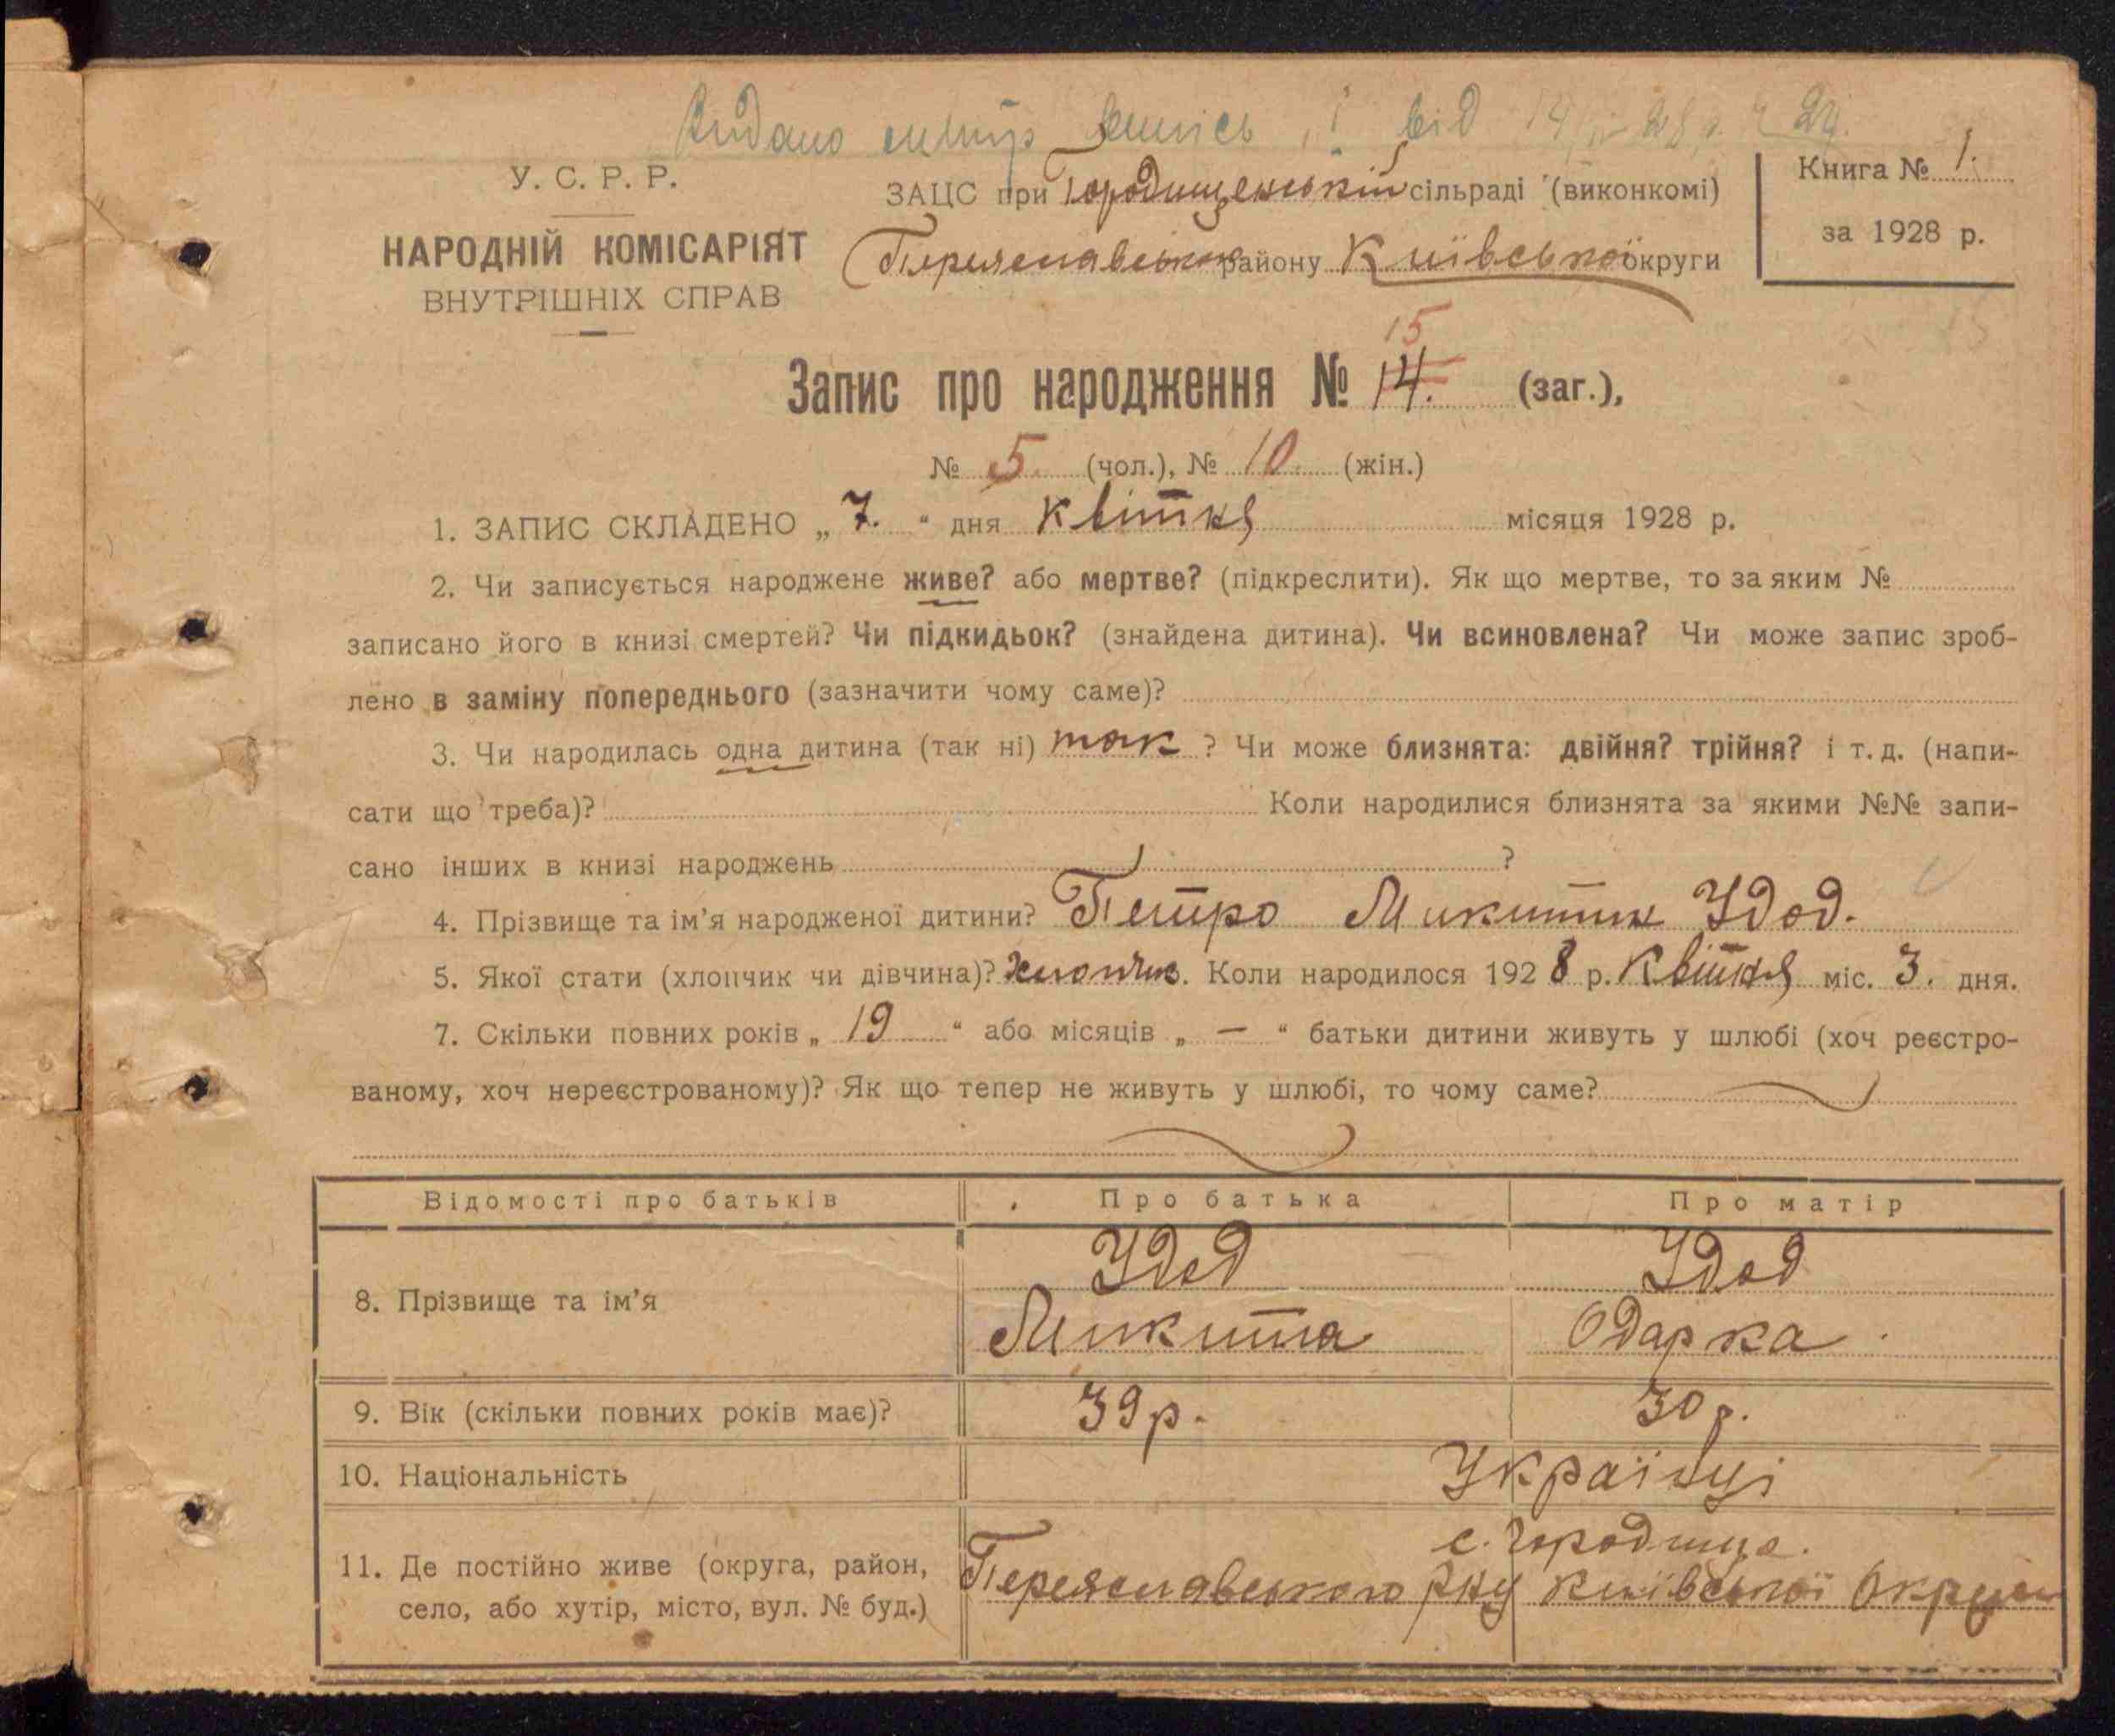 Видано від 14 28 р.
У. С. Р. Р.
НАРОДНІЙ КОМІСАРІЯТ
ВНУТРІШНІХ СПРАВ
ЗАЦС при Городищенській сільраді (виконкомі)
Переяславського району Київської округи
Книга № 1.
за 1928 р.
15
Запис про народження № 14. (заг.),
№ 5. (чол.), № 10. (жін.)
1. ЗАПИС СКЛАДЕНО „ 7. “ дня квітня місяця 1928 р.
2. Чи записується народжене живе? або мертве? (підкреслити). Як що мертве, то за яким №
записано його в книзі смертей? Чи підкидьок? (знайдена дитина). Чи всиновлена? Чи може запис зроб-
лено в заміну попереднього (зазначити чому саме)?
3. Чи народилась одна дитина (так ні) так ? Чи може близнята: двійня? трійня? і т. д. (напи-
сати що треба)? Коли народилися близнята за якими №№ запи-
сано інших в книзі народжень ?
4. Прізвище та ім’я народженої дитини? Петро Микитин Удод.
5. Якої стати (хлопчик чи дівчина)? хлопчик. Коли народилося 1928 р. Квітня міс. 3. дня.
7. Скільки повних років „ 19 “ або місяців „ — “ батьки дитини живуть у шлюбі (хоч реєстро-
ваному, хоч нереєстрованому)? Як що тепер не живуть у шлюбі, то чому саме?
Відомості про батьків Про батька Про матір
8. Прізвище та ім’я
Удод Удод
Микита Одарка.
9. Вік (скільки повних років має)? 39 р. 30 р.
10. Національність Українці
11. Де постійно живе (округа, район,
село, або хутір, місто, вул. № буд.)
с. Городище.
Переяславського р-ну Київської Округи